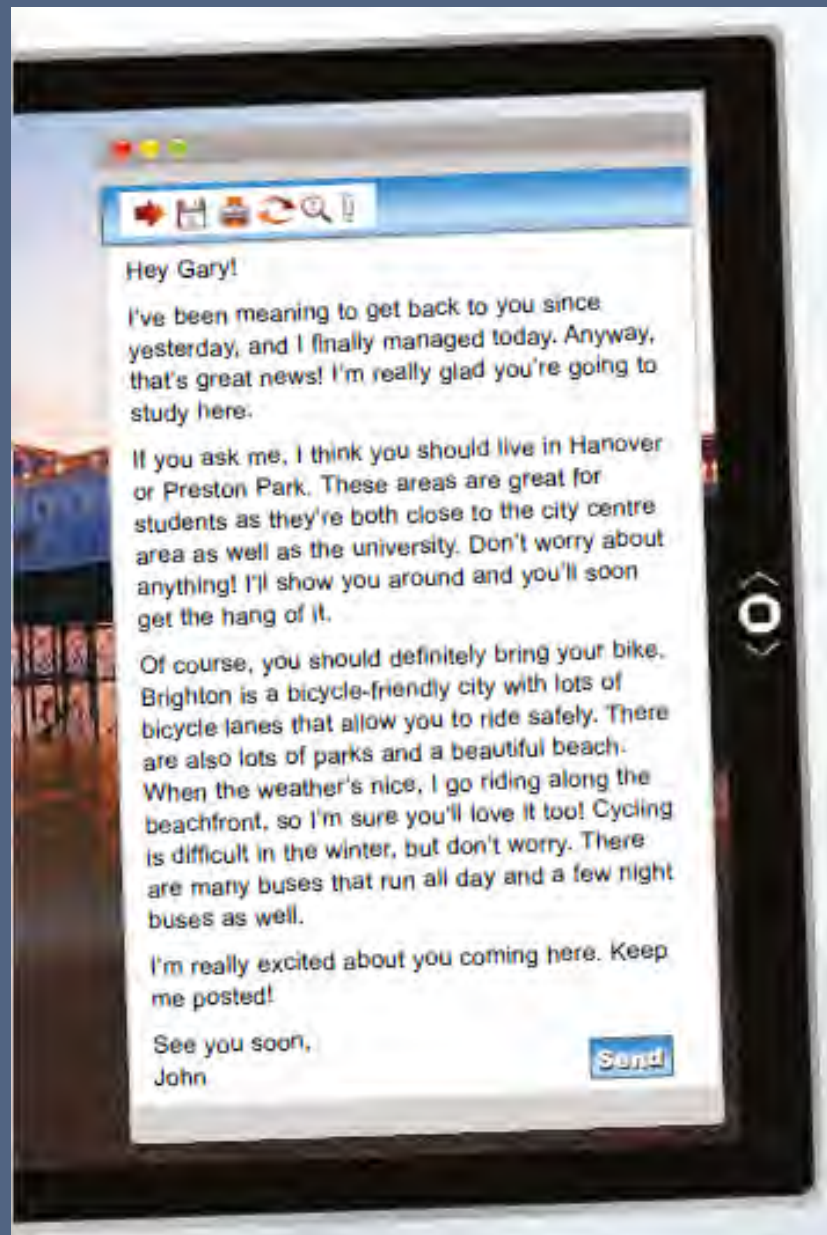 Hey Gary!
I've been meaning to get back to you since
yesterday, and I finally managed today. Anyway,
that's great news! I'm really glad you're going to
study here.
If you ask me, I think you should live in Hanover
or Preston Park. These areas are great for
students as they're both close to the city centre
area as well as the university. Don't worry about
anything! I'll show you around and you'll soon
get the hang of it.
Of course, you should definitely bring your bike.
Brighton is a bicycle-friendly city with lots of
bicycle lanes that allow you to ride safely. There
are also lots of parks and a beautiful beach.
When the weather's nice, I go riding along the
beachfront, so I'm sure you'll love it too! Cycling
is difficult in the winter, but don't worry. There
are many buses that run all day and a few night
buses as well.
I'm really excited about you coming here. Keep
me posted!
See you soon,
John
Send